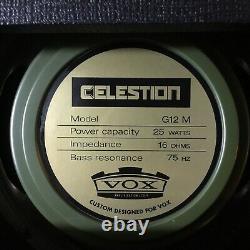 CELESTION
Model G12 M
Power capacity 25 WATTS
Impedance 16 OHMS
Bass resonance 75 HZ
VOX
CUSTOM DESIGNED FOR VOX